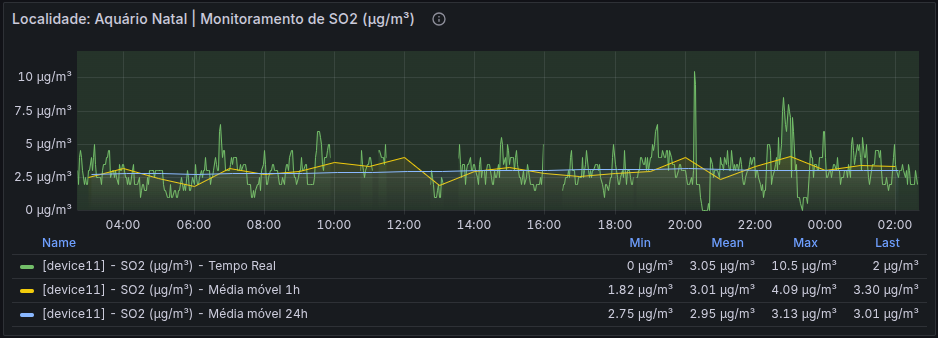 Localidade: Aquário Natal | Monitoramento de SO2 (µg/m³)
10 µg/m³
7.5 µg/m³
5 µg/m³
2.5 µg/m³
0 µg/m³
04:00 06:00 08:00 10:00 12:00 14:00 16:00 18:00 20:00 22:00 00:00 02:00
Name Min Mean Max Last
[device11] - SO2 (µg/m³) - Tempo Real 0 µg/m³ 3.05 µg/m³ 10.5 µg/m³ 2 µg/m³
[device11] - SO2 (µg/m³) - Média móvel 1h 1.82 µg/m³ 3.01 µg/m³ 4.09 µg/m³ 3.30 µg/m³
[device11] - SO2 (µg/m³) - Média móvel 24h 2.75 µg/m³ 2.95 µg/m³ 3.13 µg/m³ 3.01 µg/m³